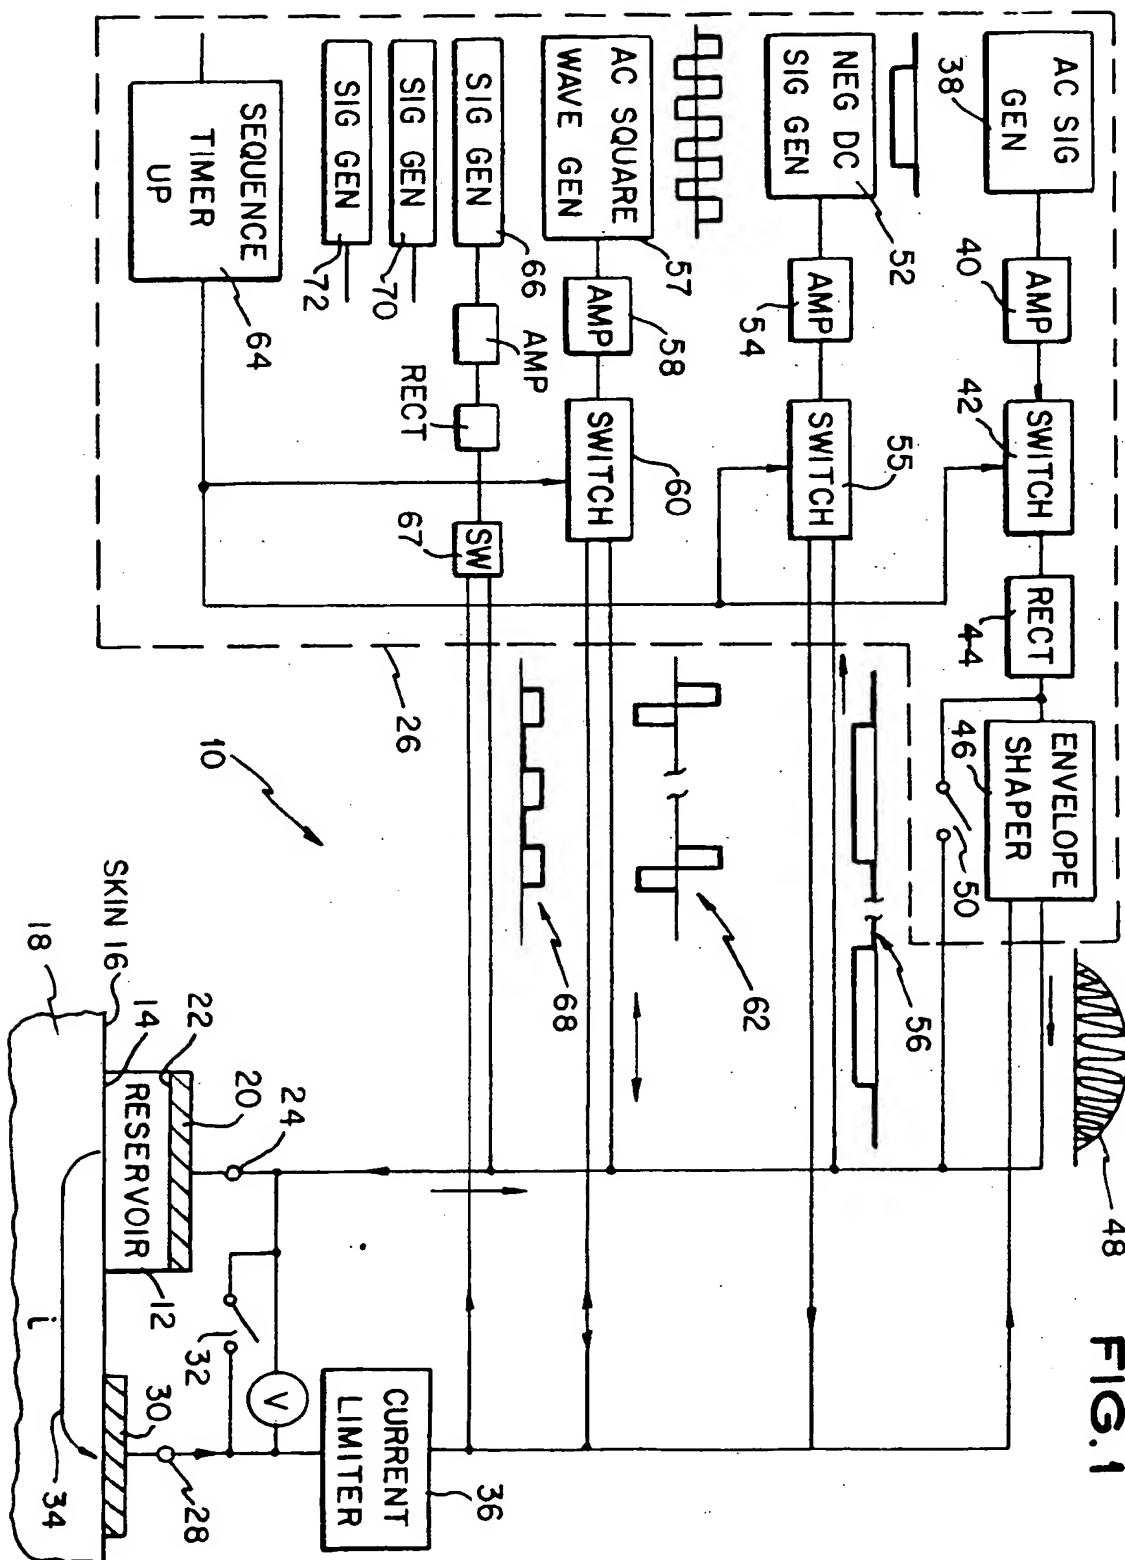 FIG.1
AC SIG
GEN
38
40
AMP
42
SWITCH
RECT
44
ENVELOPE
SHAPER
46
50
48
NEG DC
SIG GEN
52
AMP
54
SWITCH
55
56
AC SQUARE
WAVE GEN
57
AMP
58
SWITCH
60
62
SIG GEN
66
AMP
RECT
SW
67
68
SIG GEN
70
SIG GEN
72
SEQUENCE
TIMER
UP
64
26
10
CURRENT
LIMITER
36
V
32
24
20
22
RESERVOIR
12
14
SKIN 16
18
i
34
30
28